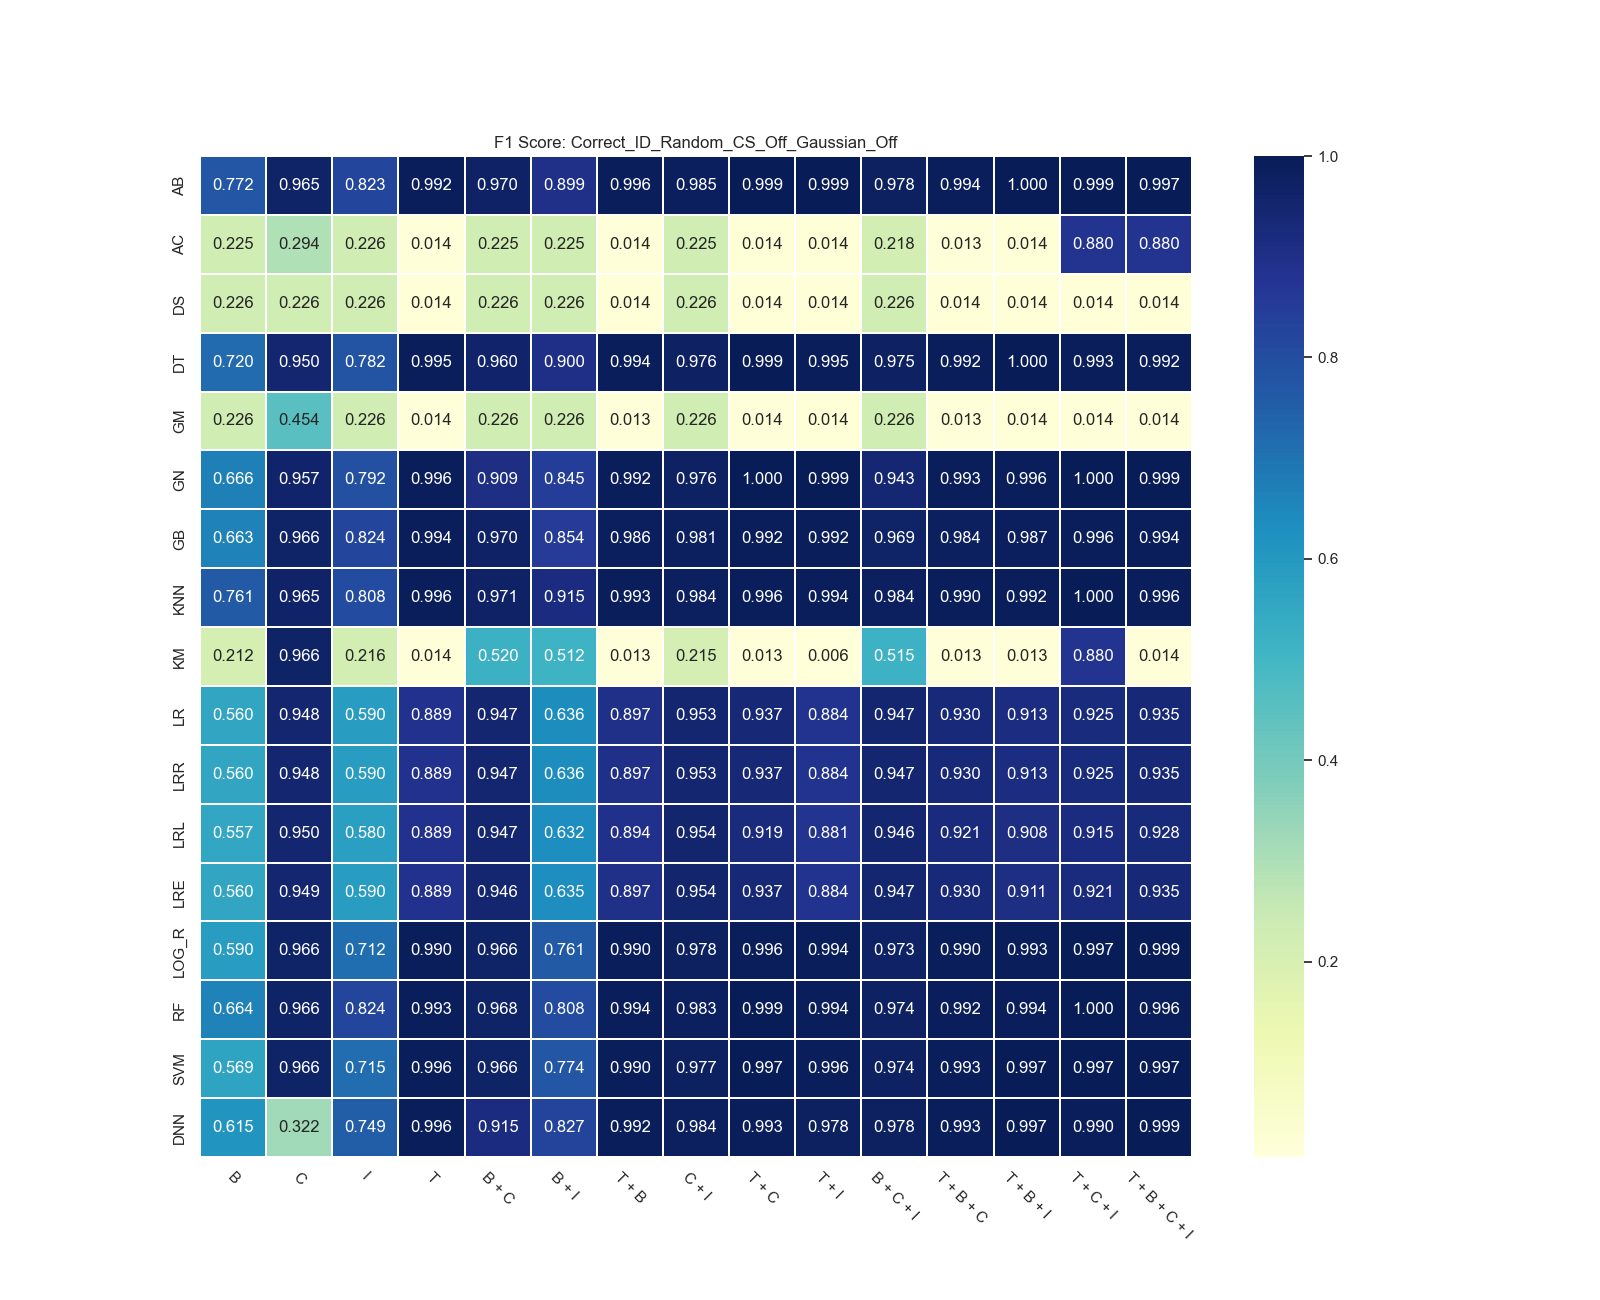 F1 Score: Correct_ID_Random_CS_Off_Gaussian_Off
AB 0.772 0.965 0.823 0.992 0.970 0.899 0.996 0.985 0.999 0.999 0.978 0.994 1.000 0.999 0.997
AC 0.225 0.294 0.226 0.014 0.225 0.225 0.014 0.225 0.014 0.014 0.218 0.013 0.014 0.880 0.880
DS 0.226 0.226 0.226 0.014 0.226 0.226 0.014 0.226 0.014 0.014 0.226 0.014 0.014 0.014 0.014
DT 0.720 0.950 0.782 0.995 0.960 0.900 0.994 0.976 0.999 0.995 0.975 0.992 1.000 0.993 0.992
GM 0.226 0.454 0.226 0.014 0.226 0.226 0.013 0.226 0.014 0.014 0.226 0.013 0.014 0.014 0.014
GN 0.666 0.957 0.792 0.996 0.909 0.845 0.992 0.976 1.000 0.999 0.943 0.993 0.996 1.000 0.999
GB 0.663 0.966 0.824 0.994 0.970 0.854 0.986 0.981 0.992 0.992 0.969 0.984 0.987 0.996 0.994
KNN 0.761 0.965 0.808 0.996 0.971 0.915 0.993 0.984 0.996 0.994 0.984 0.990 0.992 1.000 0.996
KM 0.212 0.966 0.216 0.014 0.520 0.512 0.013 0.215 0.013 0.006 0.515 0.013 0.013 0.880 0.014
LR 0.560 0.948 0.590 0.889 0.947 0.636 0.897 0.953 0.937 0.884 0.947 0.930 0.913 0.925 0.935
LRR 0.560 0.948 0.590 0.889 0.947 0.636 0.897 0.953 0.937 0.884 0.947 0.930 0.913 0.925 0.935
LRL 0.557 0.950 0.580 0.889 0.947 0.632 0.894 0.954 0.919 0.881 0.946 0.921 0.908 0.915 0.928
LRE 0.560 0.949 0.590 0.889 0.946 0.635 0.897 0.954 0.937 0.884 0.947 0.930 0.911 0.921 0.935
LOG_R 0.590 0.966 0.712 0.990 0.966 0.761 0.990 0.978 0.996 0.994 0.973 0.990 0.993 0.997 0.999
RF 0.664 0.966 0.824 0.993 0.968 0.808 0.994 0.983 0.999 0.994 0.974 0.992 0.994 1.000 0.996
SVM 0.569 0.966 0.715 0.996 0.966 0.774 0.990 0.977 0.997 0.996 0.974 0.993 0.997 0.997 0.997
DNN 0.615 0.322 0.749 0.996 0.915 0.827 0.992 0.984 0.993 0.978 0.978 0.993 0.997 0.990 0.999
B C I T B + C B + I T + B C + I T + C T + I B + C + I T + B + C T + B + I T + C + I T + B + C + I
1.0
0.8
0.6
0.4
0.2